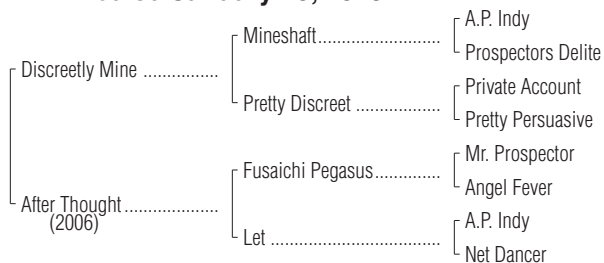 A.P. Indy
Mineshaft..........................
Prospectors Delite
Discreetly Mine ................
Private Account
Pretty Discreet ..................
Pretty Persuasive
Mr. Prospector
Fusaichi Pegasus..............
Angel Fever
After Thought....................
(2006)
A.P. Indy
Let ....................................
Net Dancer